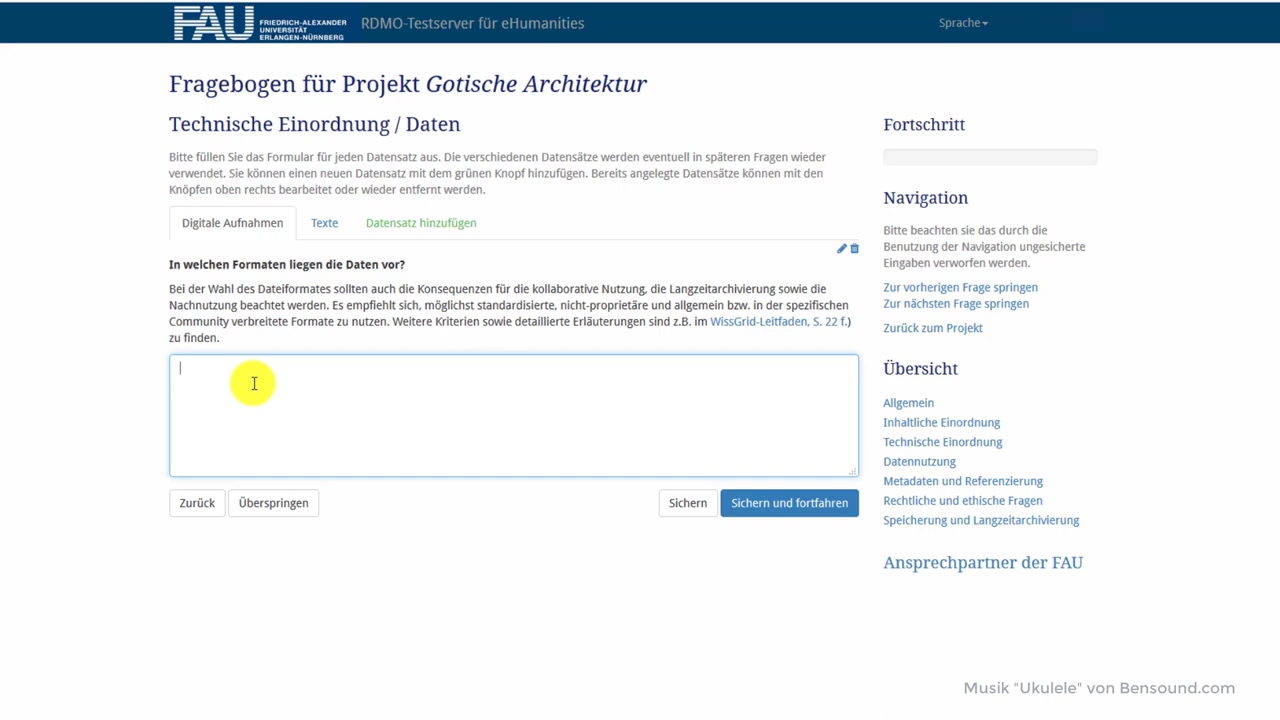 FAU FRIEDRICH-ALEXANDER
UNIVERSITÄT
ERLANGEN-NÜRNBERG
RDMO-Testserver für eHumanities
Sprache
Fragebogen für Projekt Gotische Architektur
Technische Einordnung / Daten
Bitte füllen Sie das Formular für jeden Datensatz aus. Die verschiedenen Datensätze werden eventuell in späteren Fragen wieder
verwendet. Sie können einen neuen Datensatz mit dem grünen Knopf hinzufügen. Bereits angelegte Datensätze können mit den
Knöpfen oben rechts bearbeitet oder wieder entfernt werden.
Digitale Aufnahmen
Texte
Datensatz hinzufügen
In welchen Formaten liegen die Daten vor?
Bei der Wahl des Dateiformates sollten auch die Konsequenzen für die kollaborative Nutzung, die Langzeitarchivierung sowie die
Nachnutzung beachtet werden. Es empfiehlt sich, möglichst standardisierte, nicht-proprietäre und allgemein bzw. in der spezifischen
Community verbreitete Formate zu nutzen. Weitere Kriterien sowie detaillierte Erläuterungen sind z.B. im WissGrid-Leitfaden, S. 22 f.)
zu finden.
Zurück
Überspringen
Sichern
Sichern und fortfahren
Fortschritt
Navigation
Bitte beachten sie das durch die
Benutzung der Navigation ungesicherte
Eingaben verworfen werden.
Zur vorherigen Frage springen
Zur nächsten Frage springen
Zurück zum Projekt
Übersicht
Allgemein
Inhaltliche Einordnung
Technische Einordnung
Datennutzung
Metadaten und Referenzierung
Rechtliche und ethische Fragen
Speicherung und Langzeitarchivierung
Ansprechpartner der FAU
Musik "Ukulele" von Bensound.com